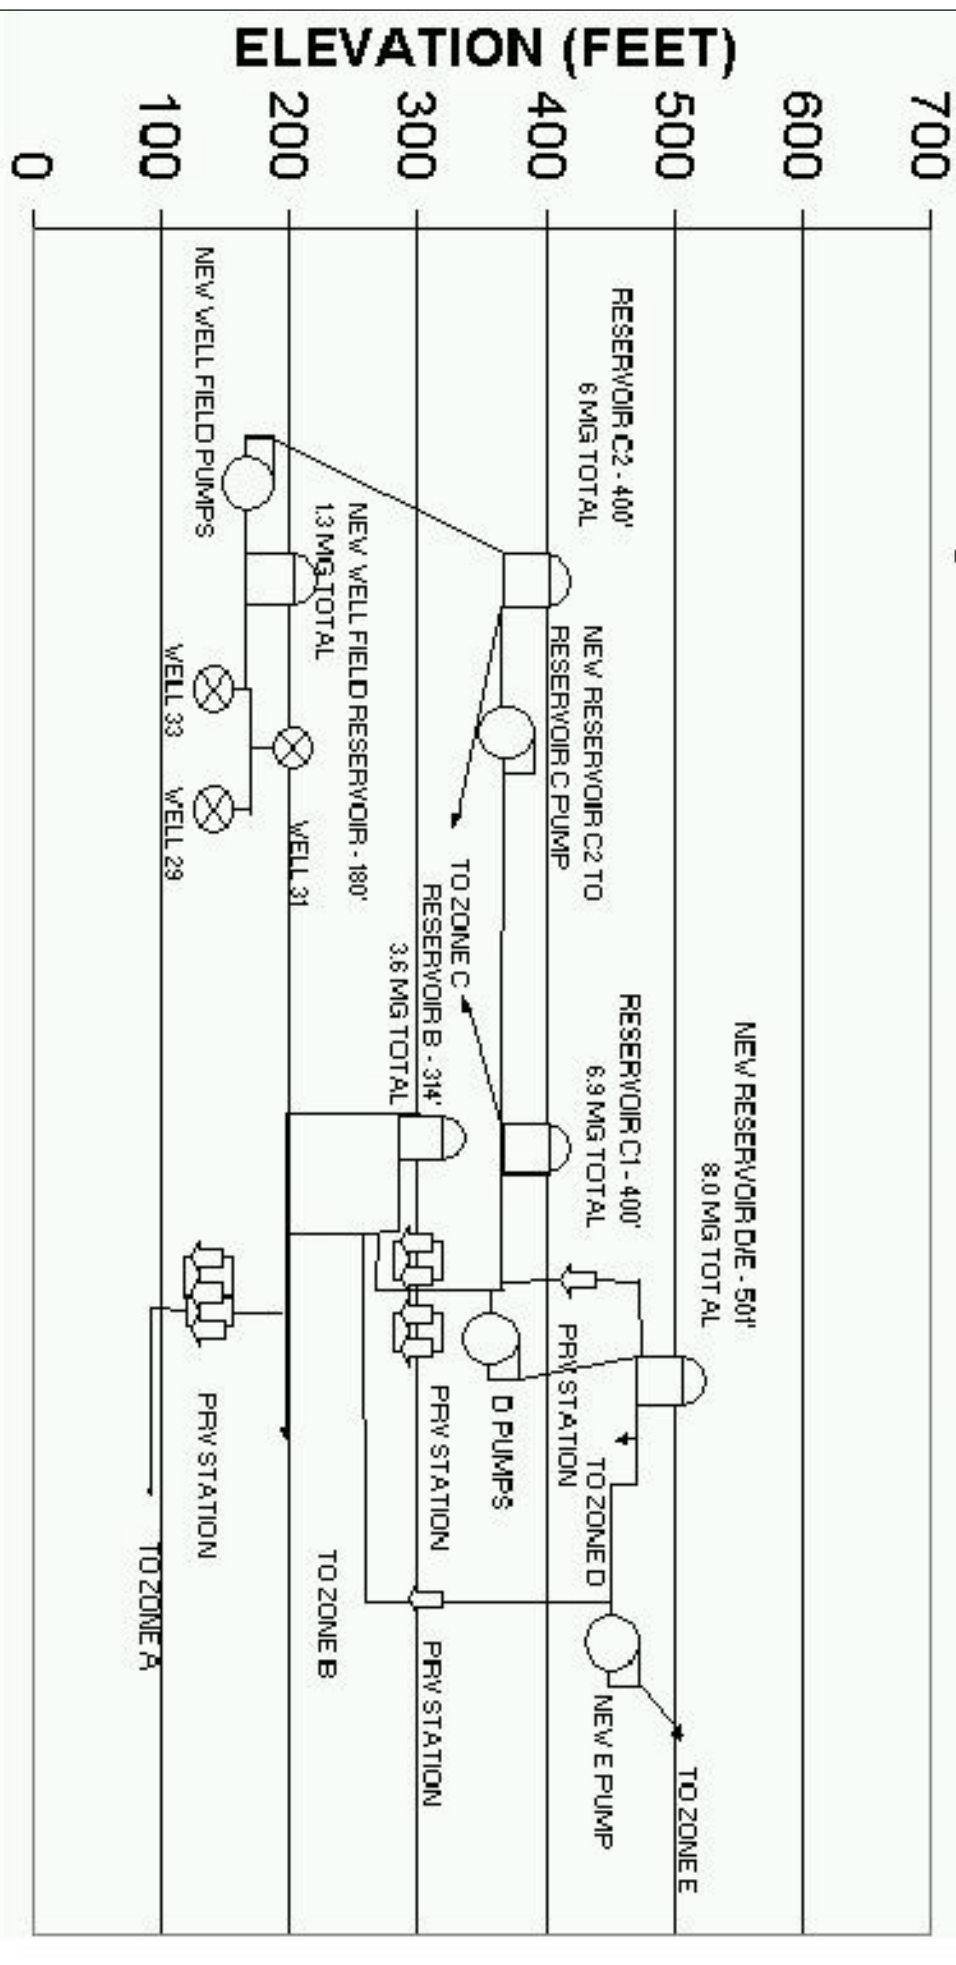 ELEVATION (FEET)
700
600
500
400
300
200
100
0
RESERVOIR C2 - 400'
6 MG TOTAL
NEW WELL FIELD PUMPS
NEW WELL FIELD RESERVOIR - 180'
1.3 MG TOTAL
NEW RESERVOIR C2 TO
RESERVOIR C PUMP
WELL 33
WELL 29
WELL 31
TO ZONE C
RESERVOIR B - 314'
3.6 MG TOTAL
RESERVOIR C1 - 400'
6.9 MG TOTAL
NEW RESERVOIR D/E - 501'
8.0 MG TOTAL
PRV STATION
D PUMPS
PRV STATION
PRV STATION
TO ZONE D
TO ZONE B
TO ZONE A
PRV STATION
NEW E PUMP
TO ZONE E